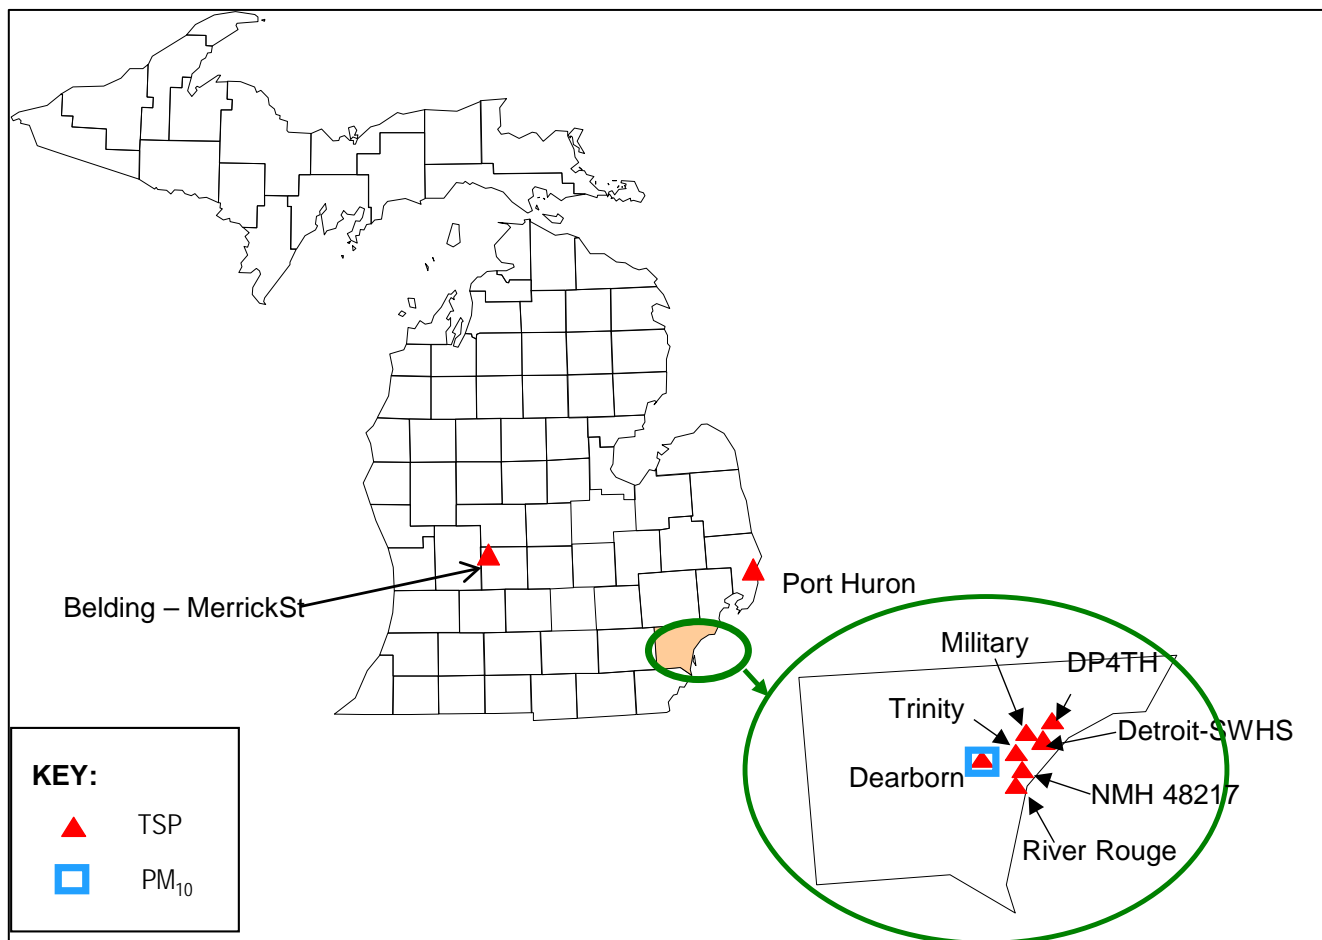 Port Huron
Belding – MerrickSt
Military
DP4TH
Trinity
Detroit-SWHS
Dearborn
NMH 48217
River Rouge
KEY:
TSP
PM10